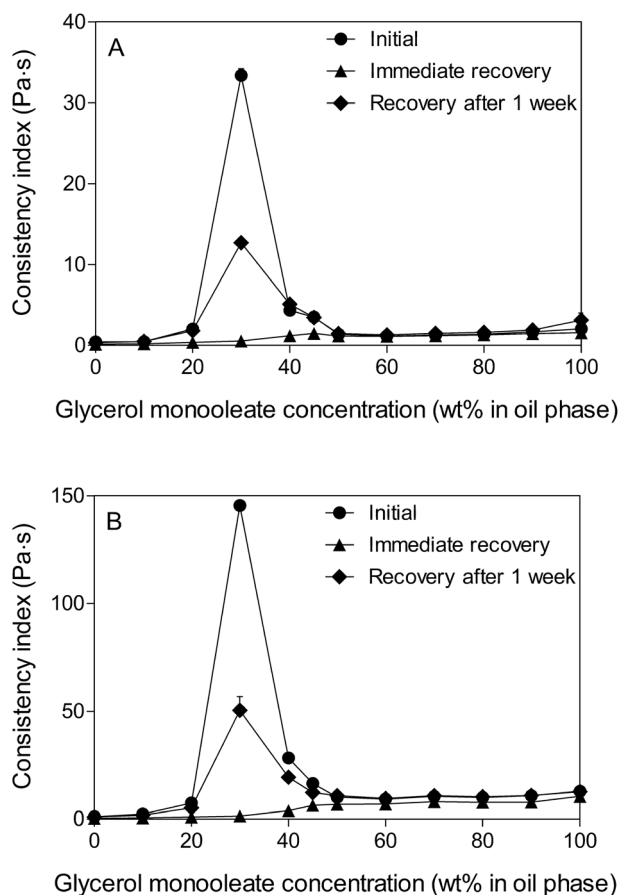 A
Initial
Immediate recovery
Recovery after 1 week
40
30
20
10
0
Consistency index (Pa·s)
0 20 40 60 80 100
Glycerol monooleate concentration (wt% in oil phase)
B
Initial
Immediate recovery
Recovery after 1 week
150
100
50
0
Consistency index (Pa·s)
0 20 40 60 80 100
Glycerol monooleate concentration (wt% in oil phase)